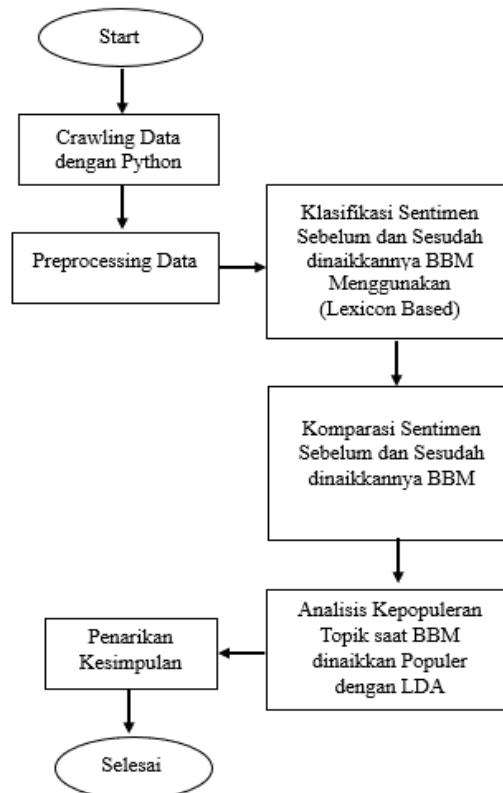 Start
Crawling Data
dengan Python
Preprocessing Data
Klasifikasi Sentimen
Sebelum dan Sesudah
dinaikkannya BBM
Menggunakan
(Lexicon Based)
Komparasi Sentimen
Sebelum dan Sesudah
dinaikkannya BBM
Analisis Kepopuleran
Topik saat BBM
dinaikkan Populer
dengan LDA
Penarikan
Kesimpulan
Selesai